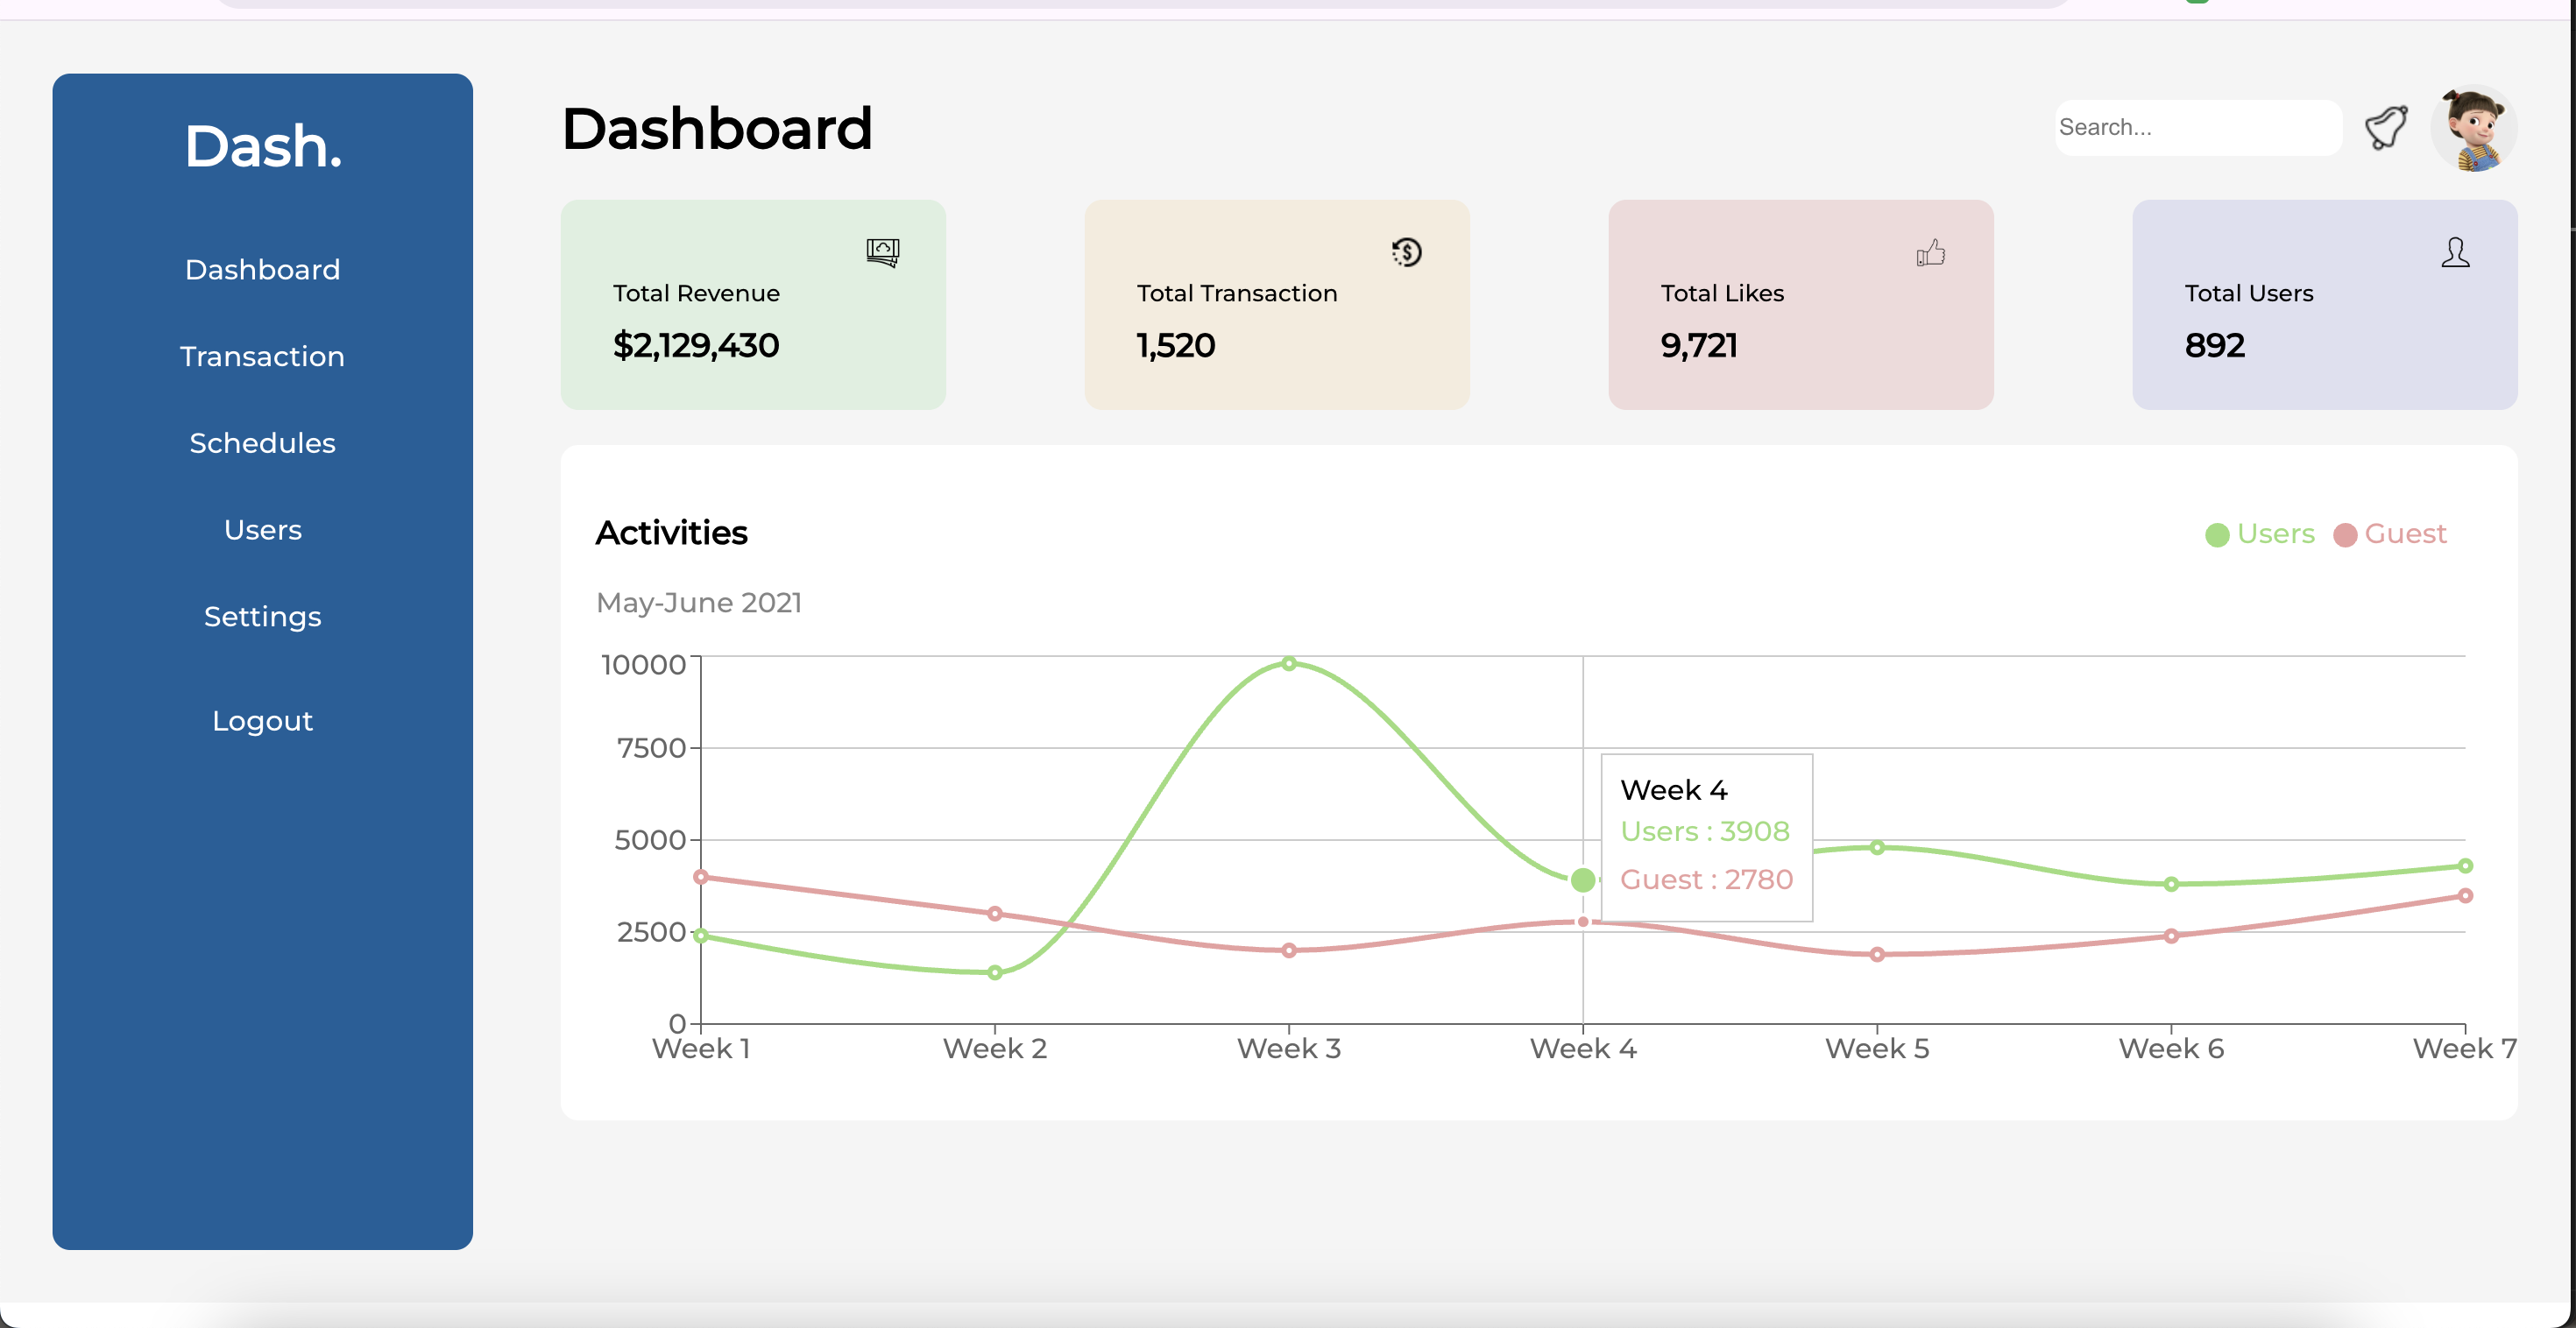 Dash.
Dashboard
Transaction
Schedules
Users
Settings
Logout
Dashboard
Search...
Total Revenue
$2,129,430
Total Transaction
1,520
Total Likes
9,721
Total Users
892
Activities
Users Guest
May-June 2021
10000
7500
5000
2500
0
Week 4
Users : 3908
Guest : 2780
Week 1 Week 2 Week 3 Week 4 Week 5 Week 6 Week 7